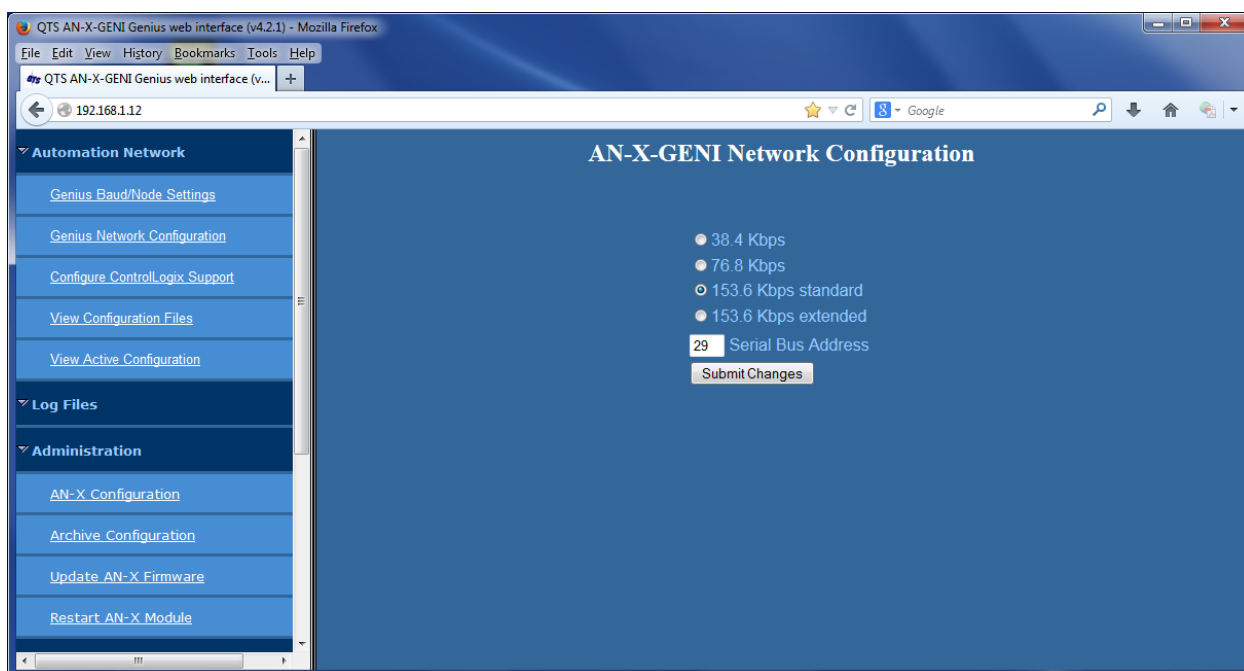 QTS AN-X-GENI Genius web interface (v4.2.1) - Mozilla Firefox
File Edit View History Bookmarks Tools Help
QTS AN-X-GENI Genius web interface (v... +
192.168.1.12
Google
Automation Network
Genius Baud/Node Settings
Genius Network Configuration
Configure ControlLogix Support
View Configuration Files
View Active Configuration
Log Files
Administration
AN-X Configuration
Archive Configuration
Update AN-X Firmware
Restart AN-X Module
AN-X-GENI Network Configuration
38.4 Kbps
76.8 Kbps
153.6 Kbps standard
153.6 Kbps extended
29 Serial Bus Address
Submit Changes